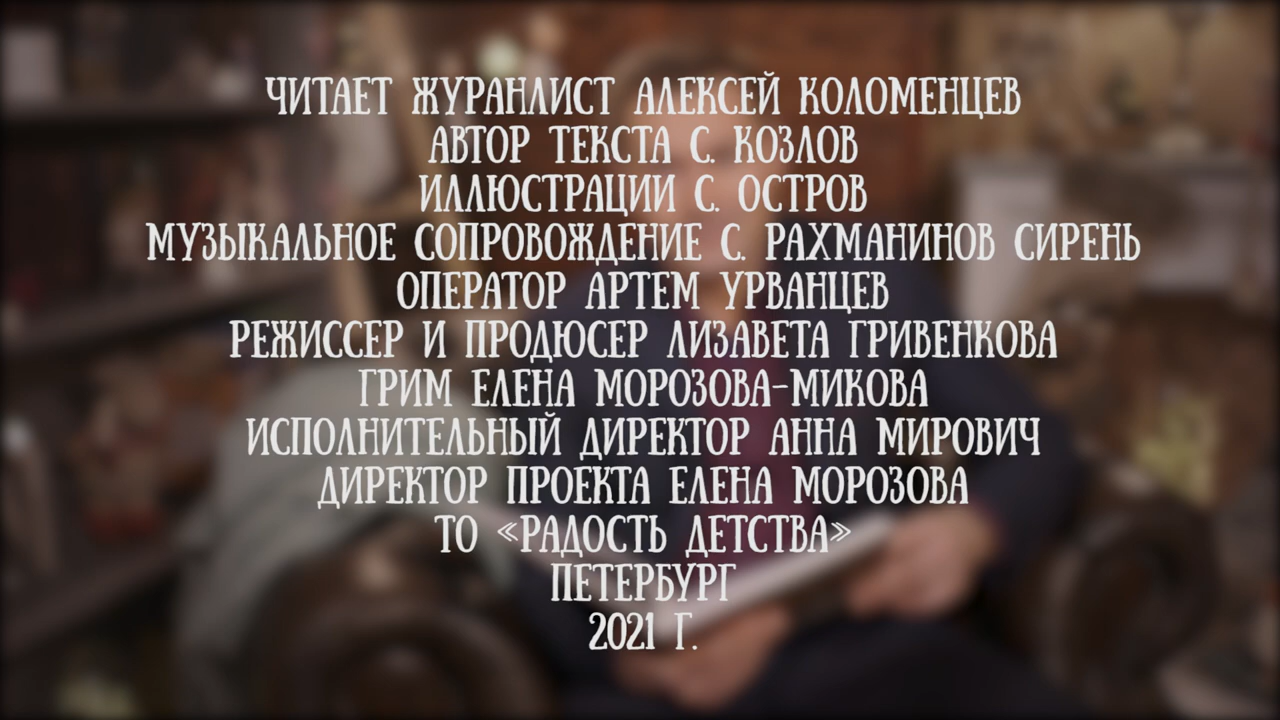 ЧИТАЕТ ЖУРАНЛИСТ АЛЕКСЕЙ КОЛОМЕНЦЕВ
АВТОР ТЕКСТА С. КОЗЛОВ
ИЛЛЮСТРАЦИИ С. ОСТРОВ
МУЗЫКАЛЬНОЕ СОПРОВОЖДЕНИЕ С. РАХМАНИНОВ СИРЕНЬ
ОПЕРАТОР АРТЕМ УРВАНЦЕВ
РЕЖИССЕР И ПРОДЮСЕР ЛИЗАВЕТА ГРИВЕНКОВА
ГРИМ ЕЛЕНА МОРОЗОВА-МИКОВА
ИСПОЛНИТЕЛЬНЫЙ ДИРЕКТОР АННА МИРОВИЧ
ДИРЕКТОР ПРОЕКТА ЕЛЕНА МОРОЗОВА
ТО «РАДОСТЬ ДЕТСТВА»
ПЕТЕРБУРГ
2021 Г.